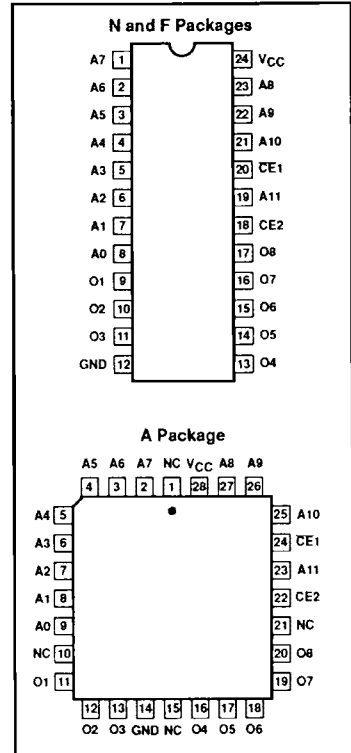 N and F Packages
A7 1 24 VCC
A6 2 23 A8
A5 3 22 A9
A4 4 21 A10
A3 5 20 C̅E̅1
A2 6 19 A11
A1 7 18 CE2
A0 8 17 O8
O1 9 16 O7
O2 10 15 O6
O3 11 14 O5
GND 12 13 O4
A Package
A5 A6 A7 NC VCC A8 A9
4 3 2 1 28 27 26
A4 5 25 A10
A3 6 24 C̅E̅1
A2 7 23 A11
A1 8 22 CE2
A0 9 21 NC
NC 10 20 O8
O1 11 19 O7
12 13 14 15 16 17 18
O2 O3 GND NC O4 O5 O6